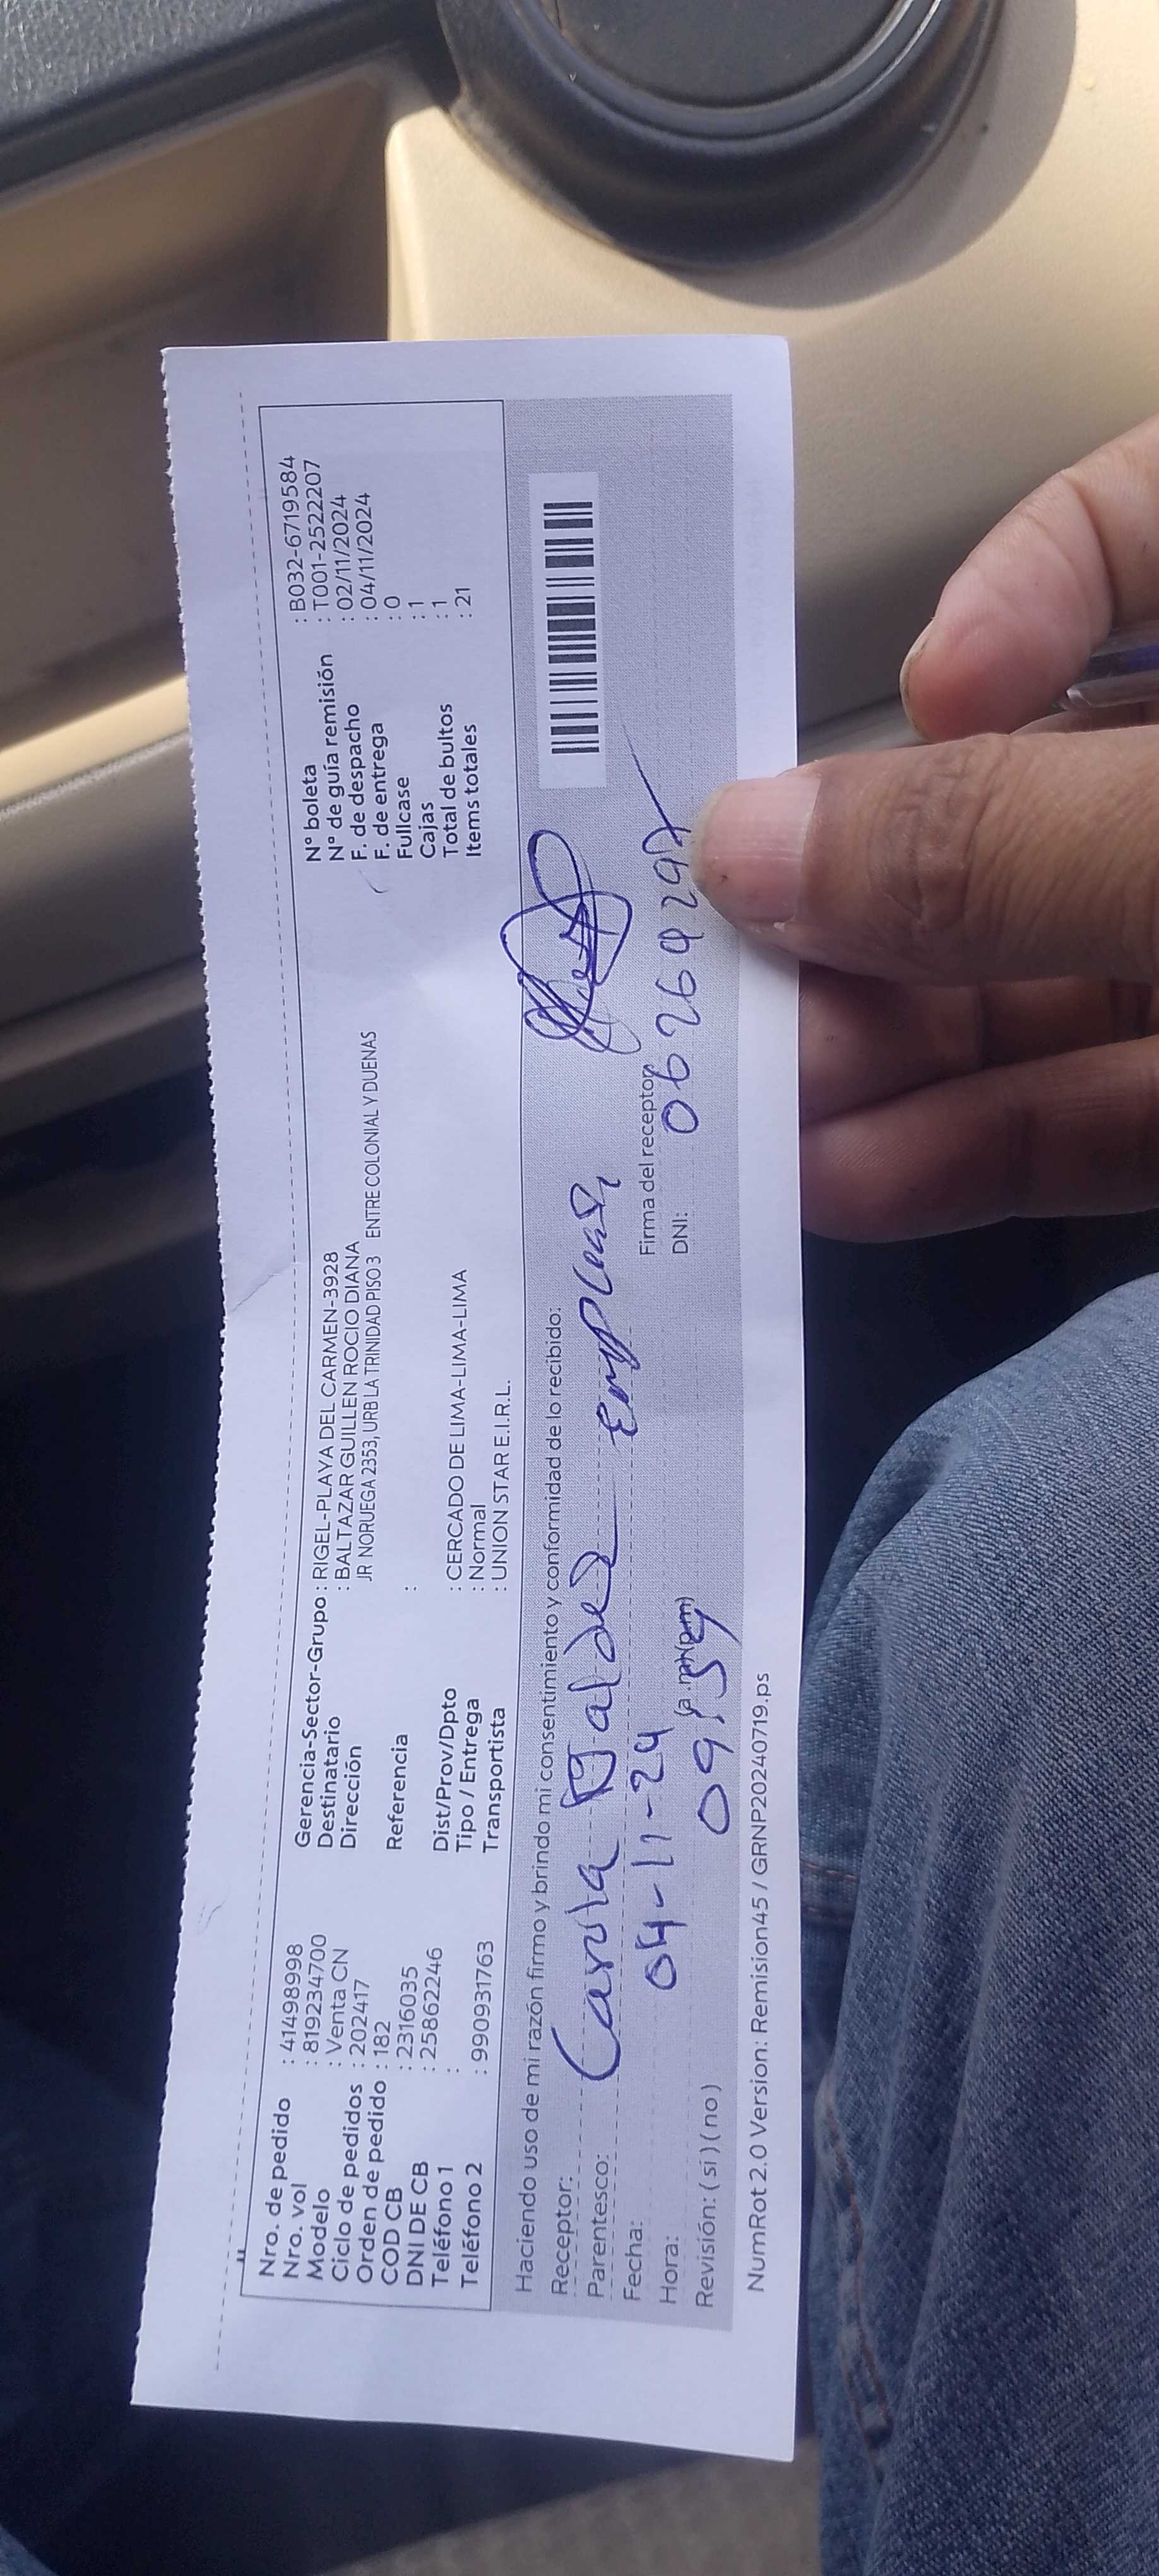 Nro. de pedido : 41498998
Nro. vol : 819234700
Modelo : Venta CN
Ciclo de pedidos : 202417
Orden de pedido : 182
COD CB : 2316035
DNI DE CB : 25862246
Teléfono 1 :
Teléfono 2 : 990931763
Gerencia-Sector-Grupo : RIGEL-PLAYA DEL CARMEN-3928
Destinatario : BALTAZAR GUILLEN ROCIO DIANA
Dirección JR NORUEGA 2353, URB LA TRINIDAD PISO 3 ENTRE COLONIAL Y DUENAS
Referencia :
Dist/Prov/Dpto : CERCADO DE LIMA-LIMA-LIMA
Tipo / Entrega : Normal
Transportista : UNION STAR E.I.R.L.
N° boleta : B032-6719584
N° de guía remisión : T001-2522207
F. de despacho : 02/11/2024
F. de entrega : 04/11/2024
Fullcase : 0
Cajas : 1
Total de bultos : 1
Items totales : 21
Haciendo uso de mi razón firmo y brindo mi consentimiento y conformidad de lo recibido:
Receptor: Carola
Parentesco:
Fecha: 04-11-24
Hora: (a.m) (p.m)
Revisión: ( si ) ( no )
Firma del receptor
DNI: 0626429
NumRot 2.0 Version: Remision45 / GRNP20240719.ps